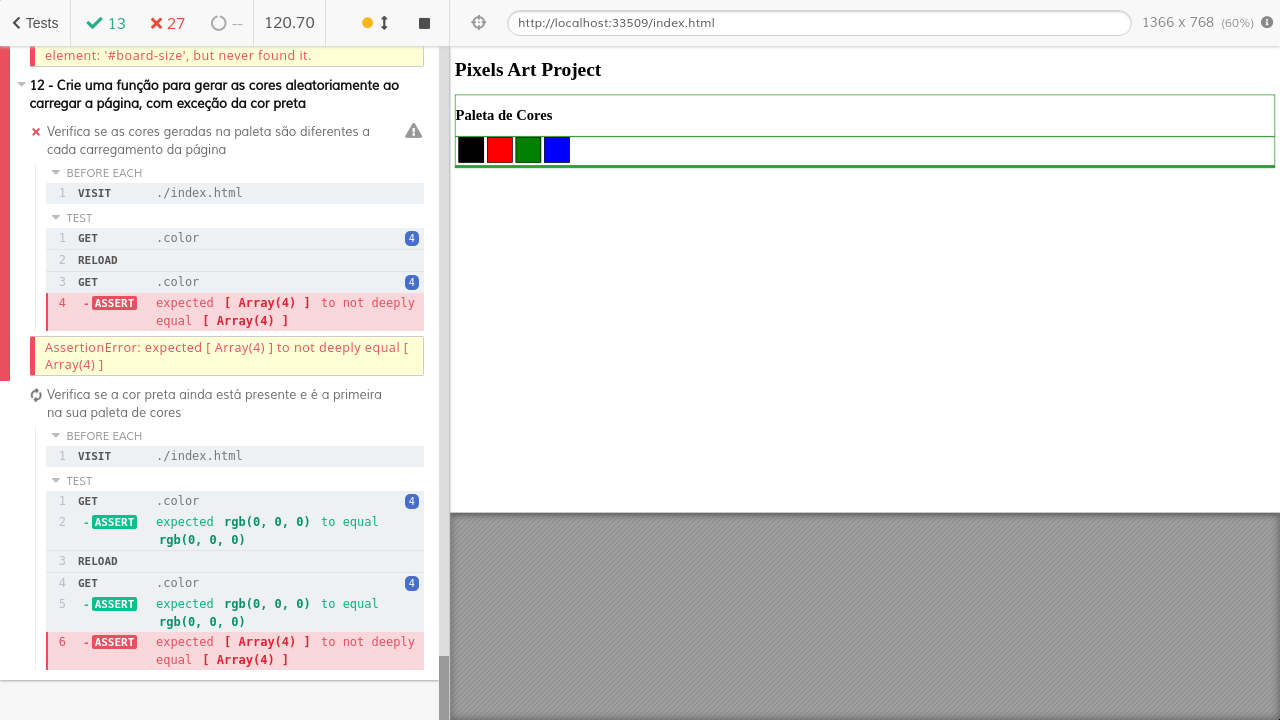 Tests 13 27 -- 120.70
element: '#board-size', but never found it.
12 - Crie uma função para gerar as cores aleatoriamente ao
carregar a página, com exceção da cor preta
Verifica se as cores geradas na paleta são diferentes a
cada carregamento da página
BEFORE EACH
1 VISIT ./index.html
TEST
1 GET .color 4
2 RELOAD
3 GET .color 4
4 -ASSERT expected [ Array(4) ] to not deeply
equal [ Array(4) ]
AssertionError: expected [ Array(4) ] to not deeply equal [
Array(4) ]
Verifica se a cor preta ainda está presente e é a primeira
na sua paleta de cores
BEFORE EACH
1 VISIT ./index.html
TEST
1 GET .color 4
2 -ASSERT expected rgb(0, 0, 0) to equal
rgb(0, 0, 0)
3 RELOAD
4 GET .color 4
5 -ASSERT expected rgb(0, 0, 0) to equal
rgb(0, 0, 0)
6 -ASSERT expected [ Array(4) ] to not deeply
equal [ Array(4) ]
http://localhost:33509/index.html 1366 x 768 (60%)
Pixels Art Project
Paleta de Cores